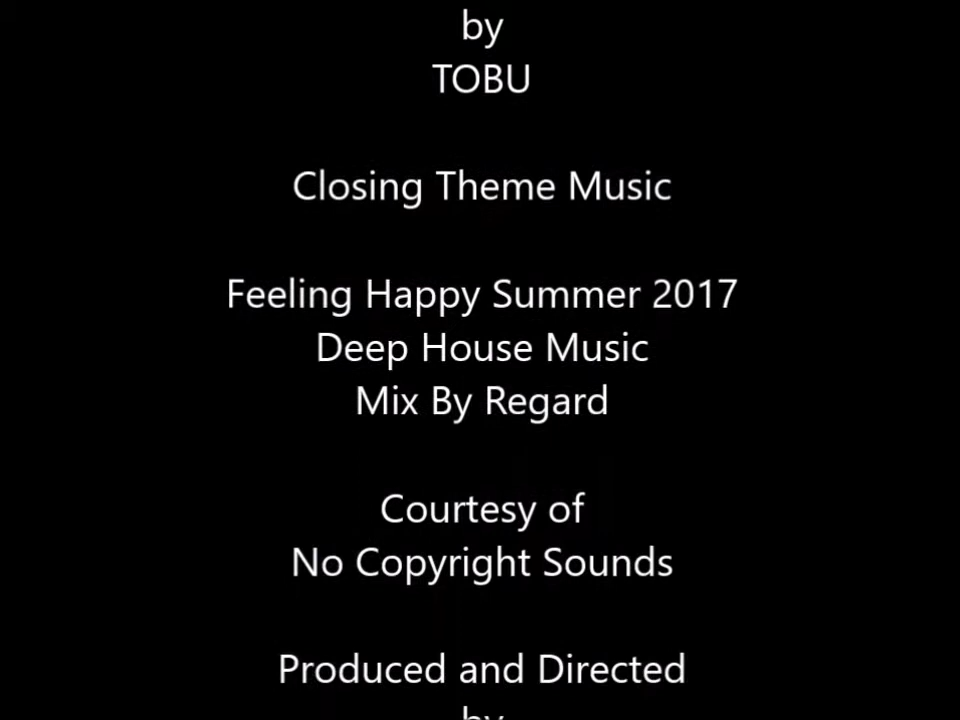 by
TOBU
Closing Theme Music
Feeling Happy Summer 2017
Deep House Music
Mix By Regard
Courtesy of
No Copyright Sounds
Produced and Directed
by